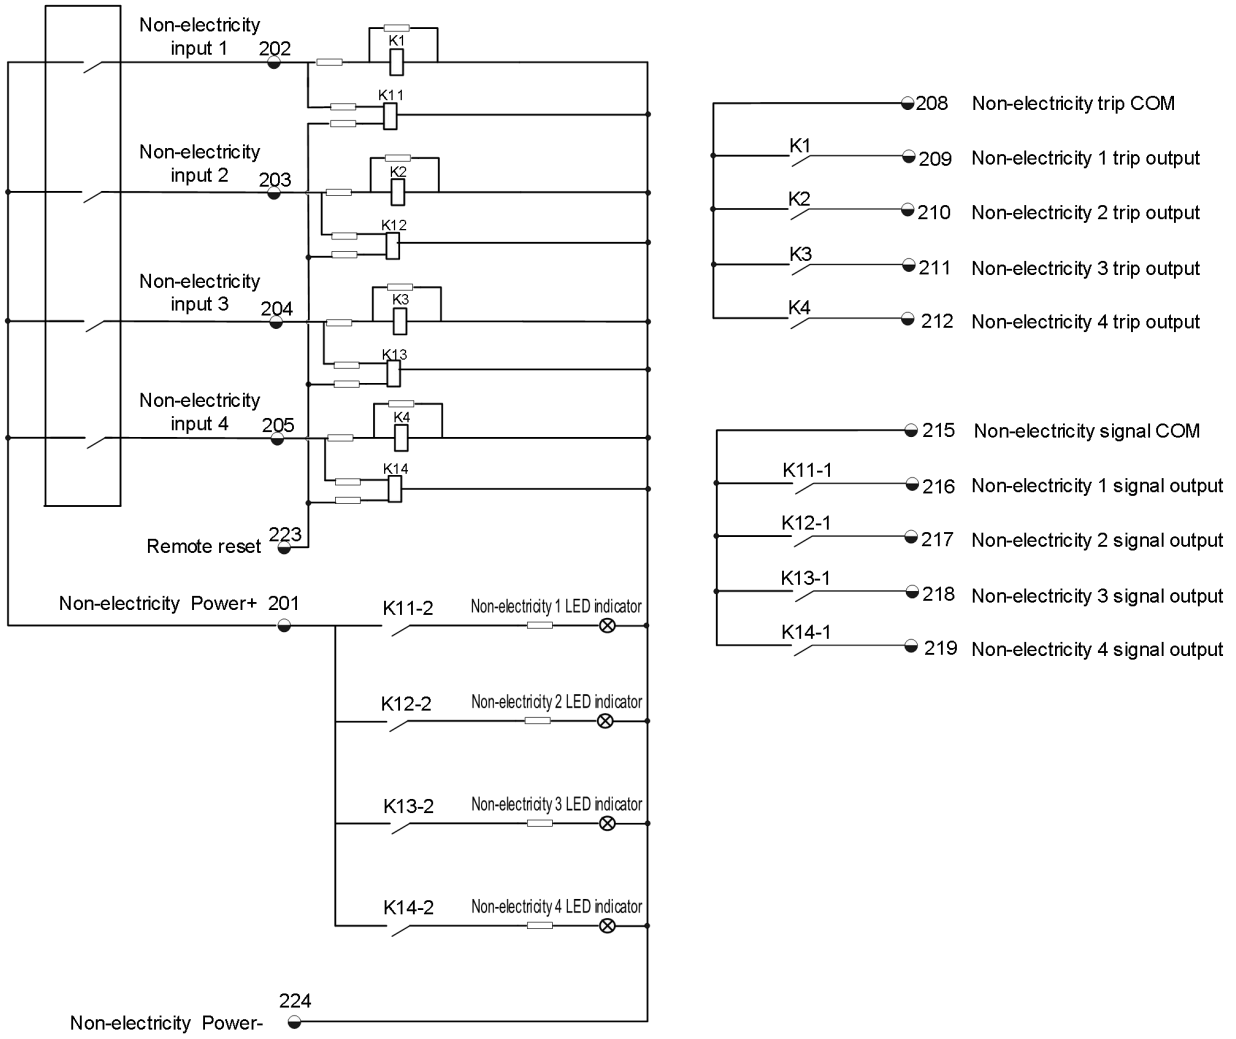 Non-electricity
input 1
202
K1
K11
Non-electricity
input 2
203
K2
K12
Non-electricity
input 3
204
K3
K13
Non-electricity
input 4
205
K4
K14
223
Remote reset
Non-electricity Power+ 201
K11-2
Non-electricity 1 LED indicator
K12-2
Non-electricity 2 LED indicator
K13-2
Non-electricity 3 LED indicator
K14-2
Non-electricity 4 LED indicator
224
Non-electricity Power-
208 Non-electricity trip COM
K1
209 Non-electricity 1 trip output
K2
210 Non-electricity 2 trip output
K3
211 Non-electricity 3 trip output
K4
212 Non-electricity 4 trip output
215 Non-electricity signal COM
K11-1
216 Non-electricity 1 signal output
K12-1
217 Non-electricity 2 signal output
K13-1
218 Non-electricity 3 signal output
K14-1
219 Non-electricity 4 signal output